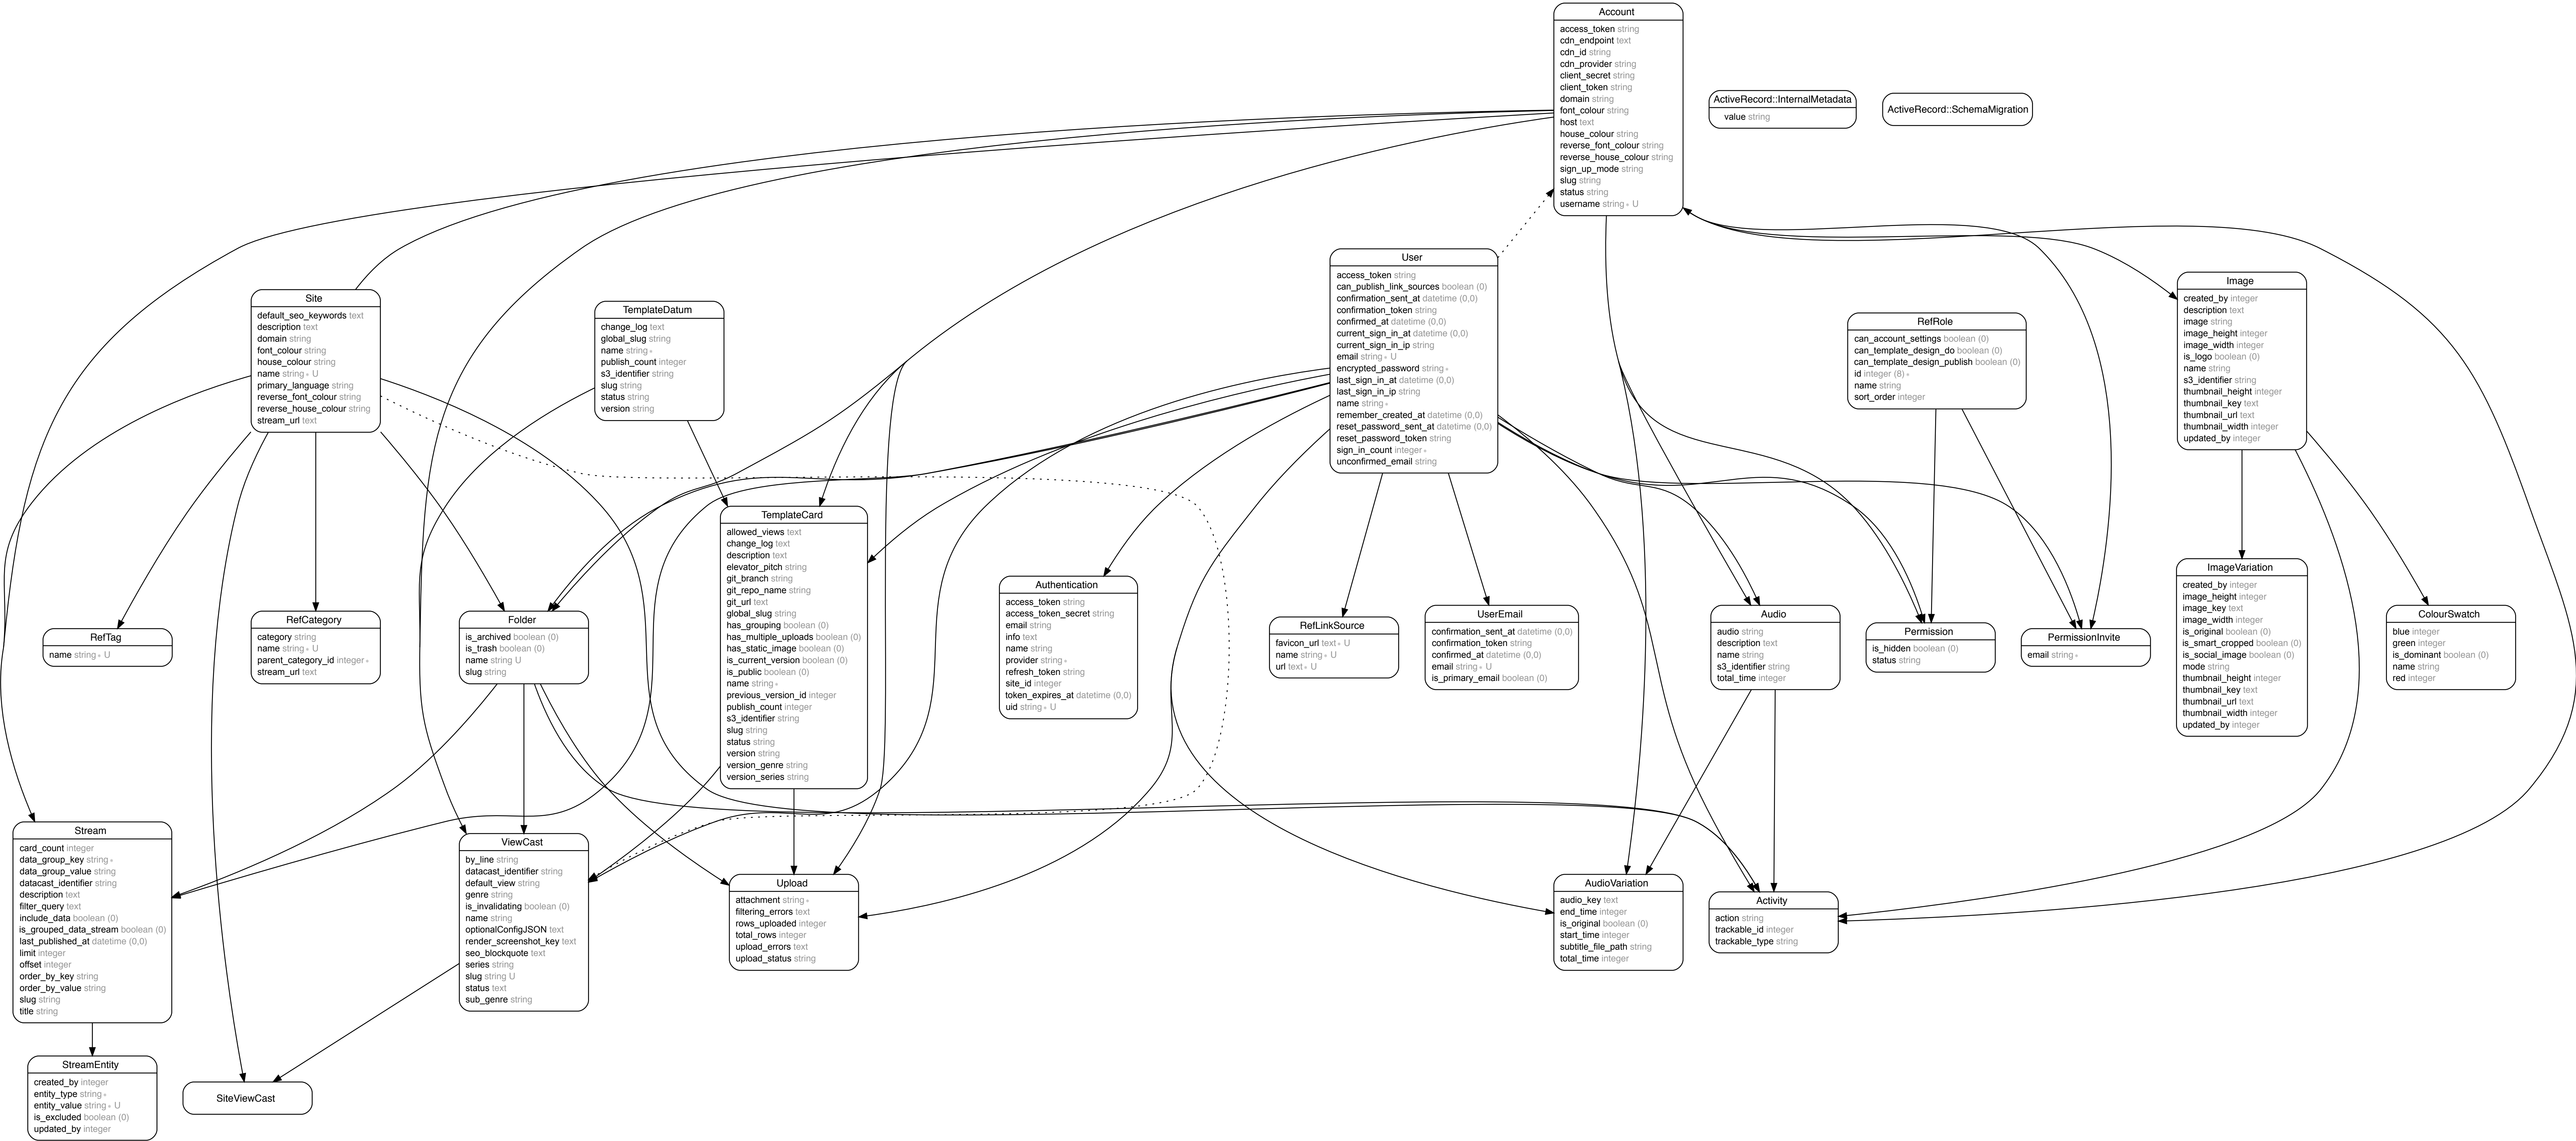 Account
access_token string
cdn_endpoint text
cdn_id string
cdn_provider string
client_secret string
client_token string
domain string
font_colour string
host text
house_colour string
reverse_font_colour string
reverse_house_colour string
sign_up_mode string
slug string
status string
username string∗ U
ActiveRecord::InternalMetadata
value string
ActiveRecord::SchemaMigration
User
access_token string
can_publish_link_sources boolean (0)
confirmation_sent_at datetime (0,0)
confirmation_token string
confirmed_at datetime (0,0)
current_sign_in_at datetime (0,0)
current_sign_in_ip string
email string∗ U
encrypted_password string∗
last_sign_in_at datetime (0,0)
last_sign_in_ip string
name string∗
remember_created_at datetime (0,0)
reset_password_sent_at datetime (0,0)
reset_password_token string
sign_in_count integer∗
unconfirmed_email string
Image
created_by integer
description text
image string
image_height integer
image_width integer
is_logo boolean (0)
name string
s3_identifier string
thumbnail_height integer
thumbnail_key text
thumbnail_url text
thumbnail_width integer
updated_by integer
Site
default_seo_keywords text
description text
domain string
font_colour string
house_colour string
name string∗ U
primary_language string
reverse_font_colour string
reverse_house_colour string
stream_url text
TemplateDatum
change_log text
global_slug string
name string∗
publish_count integer
s3_identifier string
slug string
status string
version string
RefRole
can_account_settings boolean (0)
can_template_design_do boolean (0)
can_template_design_publish boolean (0)
id integer (8)∗
name string
sort_order integer
TemplateCard
allowed_views text
change_log text
description text
elevator_pitch string
git_branch string
git_repo_name string
git_url text
global_slug string
has_grouping boolean (0)
has_multiple_uploads boolean (0)
has_static_image boolean (0)
is_current_version boolean (0)
is_public boolean (0)
name string∗
previous_version_id integer
publish_count integer
s3_identifier string
slug string
status string
version string
version_genre string
version_series string
ImageVariation
created_by integer
image_height integer
image_key text
image_width integer
is_original boolean (0)
is_smart_cropped boolean (0)
is_social_image boolean (0)
mode string
thumbnail_height integer
thumbnail_key text
thumbnail_url text
thumbnail_width integer
updated_by integer
Authentication
access_token string
access_token_secret string
email string
info text
name string
provider string∗
refresh_token string
site_id integer
token_expires_at datetime (0,0)
uid string∗ U
RefTag
name string∗ U
RefCategory
category string
name string∗ U
parent_category_id integer∗
stream_url text
Folder
is_archived boolean (0)
is_trash boolean (0)
name string U
slug string
RefLinkSource
favicon_url text∗ U
name string∗ U
url text∗ U
UserEmail
confirmation_sent_at datetime (0,0)
confirmation_token string
confirmed_at datetime (0,0)
email string∗ U
is_primary_email boolean (0)
Audio
audio string
description text
name string
s3_identifier string
total_time integer
Permission
is_hidden boolean (0)
status string
PermissionInvite
email string∗
ColourSwatch
blue integer
green integer
is_dominant boolean (0)
name string
red integer
Stream
card_count integer
data_group_key string∗
data_group_value string
datacast_identifier string
description text
filter_query text
include_data boolean (0)
is_grouped_data_stream boolean (0)
last_published_at datetime (0,0)
limit integer
offset integer
order_by_key string
order_by_value string
slug string
title string
ViewCast
by_line string
datacast_identifier string
default_view string
genre string
is_invalidating boolean (0)
name string
optionalConfigJSON text
render_screenshot_key text
seo_blockquote text
series string
slug string U
status text
sub_genre string
Upload
attachment string∗
filtering_errors text
rows_uploaded integer
total_rows integer
upload_errors text
upload_status string
AudioVariation
audio_key text
end_time integer
is_original boolean (0)
start_time integer
subtitle_file_path string
total_time integer
Activity
action string
trackable_id integer
trackable_type string
StreamEntity
created_by integer
entity_type string∗
entity_value string∗ U
is_excluded boolean (0)
updated_by integer
SiteViewCast